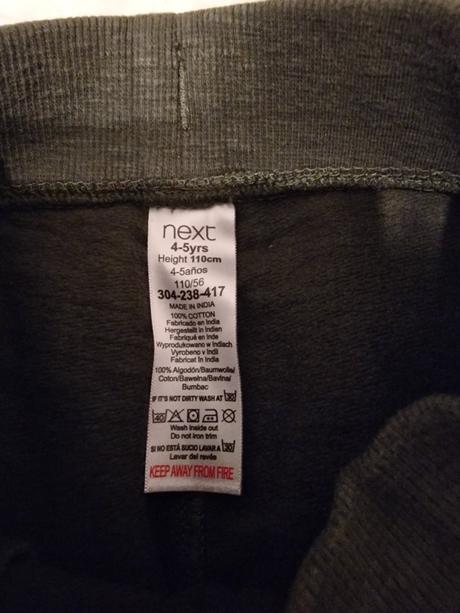 next
4-5yrs
Height 110cm
4-5años
110/56
304-238-417
MADE IN INDIA
100% COTTON
Fabricado en India
Hergestellt in Indien
Fabriqué en Inde
Wyprodukowano w Indiach
Vyrobeno v Indii
Fabricat în India
100% Algodón/Baumwolle/
Coton/Bawełna/Bavlna/
Bumbac
IF IT'S NOT DIRTY WASH AT 30
40
Wash inside out
Do not iron trim
SI NO ESTÁ SUCIO LAVAR A 30
Lavar del revés
KEEP AWAY FROM FIRE